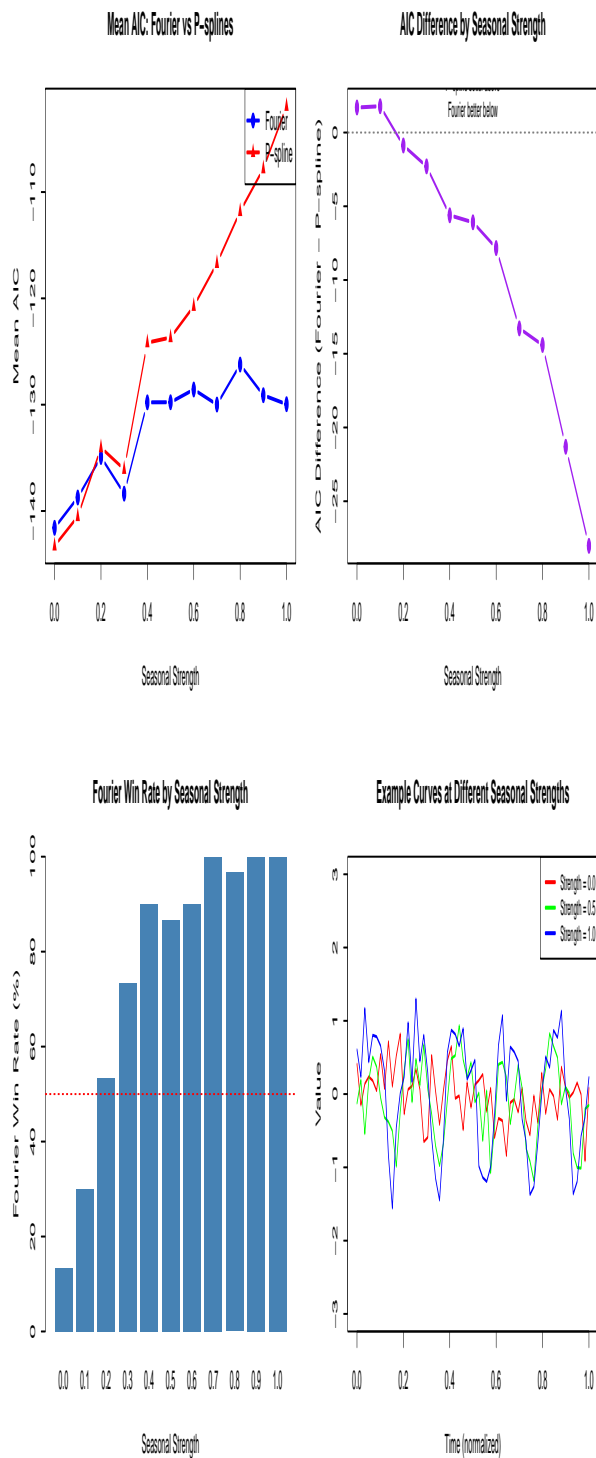 Mean AIC: Fourier vs P-splines
Mean AIC
-110
-120
-130
-140
Fourier
P-spline
0.0 0.2 0.4 0.6 0.8 1.0
Seasonal Strength
AIC Difference by Seasonal Strength
AIC Difference (Fourier - P-spline)
Fourier better below
0
-5
-10
-15
-20
-25
0.0 0.2 0.4 0.6 0.8 1.0
Seasonal Strength
Fourier Win Rate by Seasonal Strength
Fourier Win Rate (%)
100
80
60
40
20
0
0.0 0.1 0.2 0.3 0.4 0.5 0.6 0.7 0.8 0.9 1.0
Seasonal Strength
Example Curves at Different Seasonal Strengths
Value
3
2
1
0
-1
-2
-3
Strength = 0.0
Strength = 0.5
Strength = 1.0
0.0 0.2 0.4 0.6 0.8 1.0
Time (normalized)